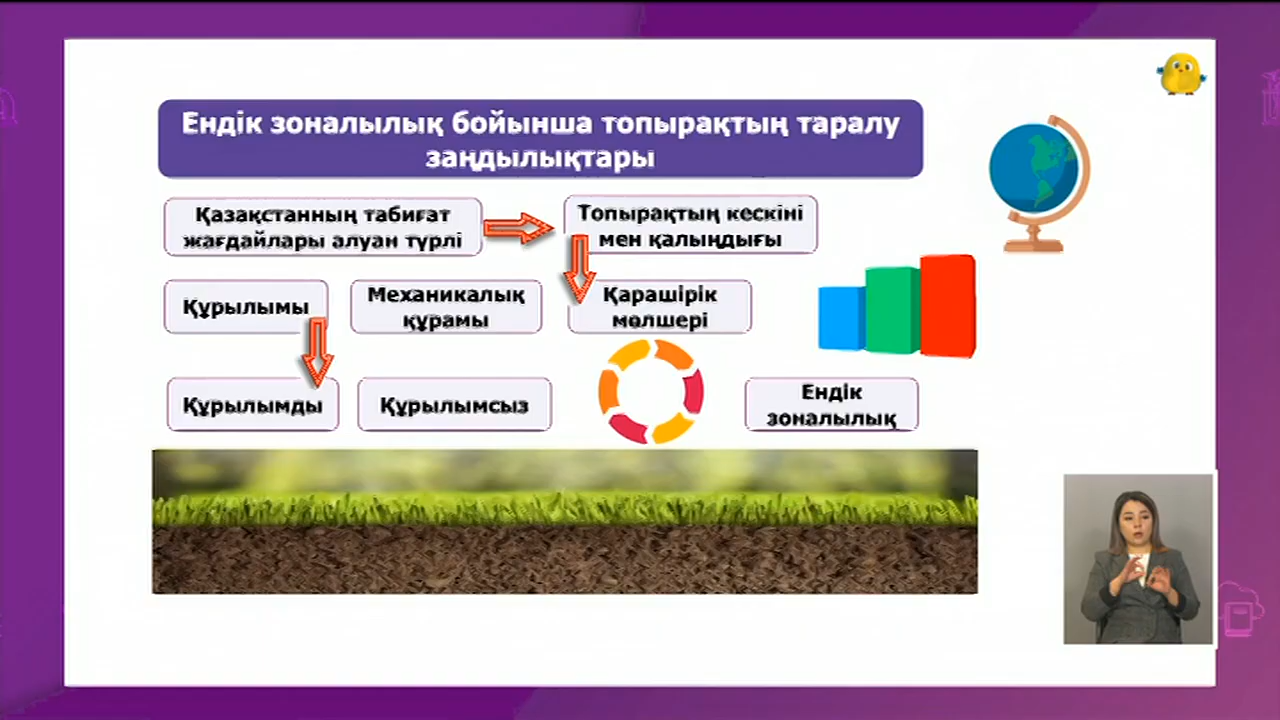 Ендік зоналылық бойынша топырақтың таралу
заңдылықтары
Қазақстанның табиғат
жағдайлары алуан түрлі
Топырақтың кескіні
мен қалыңдығы
Құрылымы
Механикалық
құрамы
Қарашірік
мөлшері
Құрылымды
Құрылымсыз
Ендік
зоналылық